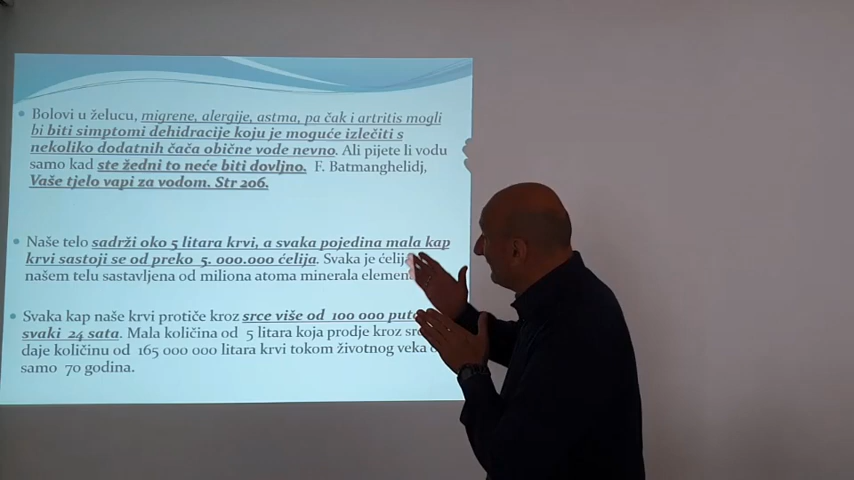 Bolovi u želucu, migrene, alergije, astma, pa čak i artritis mogli
bi biti simptomi dehidracije koju je moguće izlečiti s
nekoliko dodatnih čača obične vode nevno. Ali pijete li vodu
samo kad ste žedni to neće biti dovljno. F. Batmanghelidj,
Vaše tjelo vapi za vodom. Str 206.
Naše telo sadrži oko 5 litara krvi, a svaka pojedina mala kap
krvi sastoji se od preko 5.000.000 ćelija. Svaka je ćelij
našem telu sastavljena od miliona atoma minerala elemen
Svaka kap naše krvi protiče kroz srce više od 100 000 put
svaki 24 sata. Mala količina od 5 litara koja prodje kroz sr
daje količinu od 165 000 000 litara krvi tokom životnog veka
samo 70 godina.